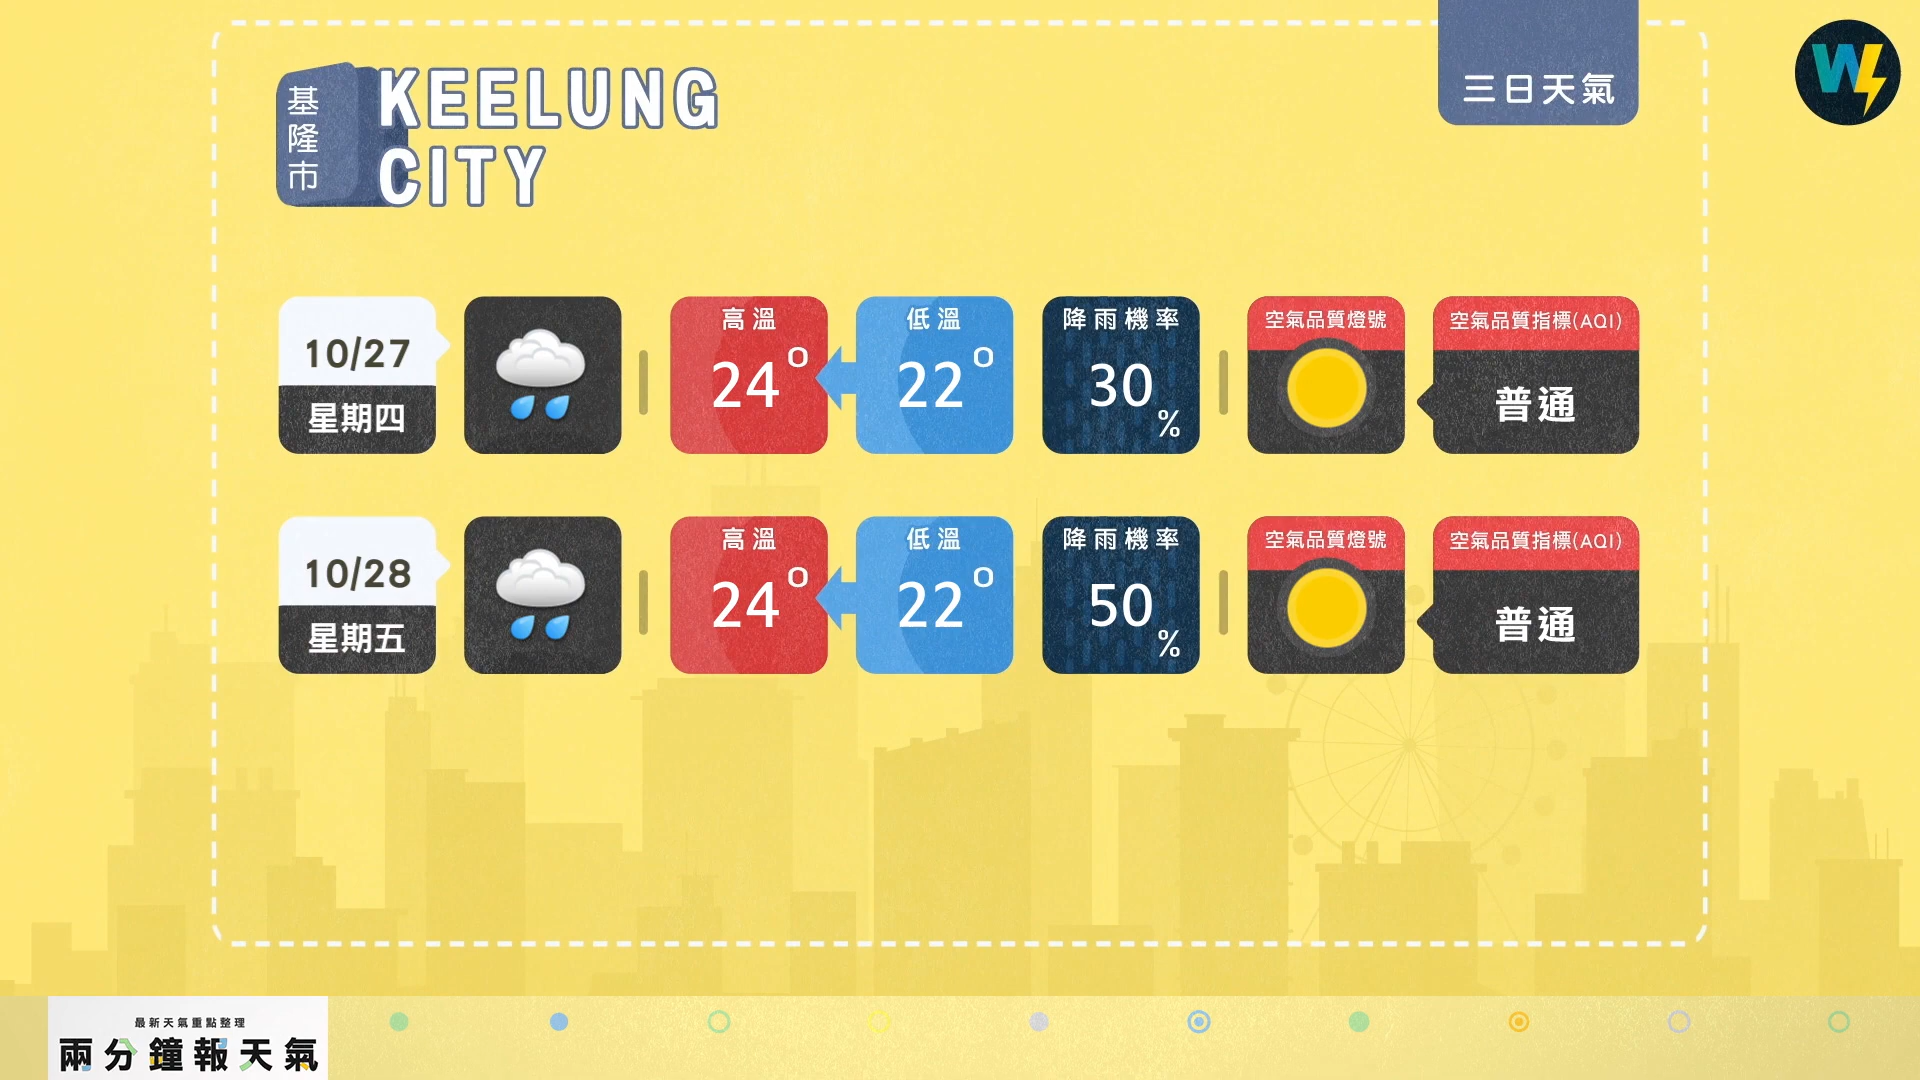 基隆市
KEELUNG
CITY
三日天氣
W
10/27
星期四
高溫
24°
低溫
22°
降雨機率
30%
空氣品質燈號
空氣品質指標(AQI)
普通
10/28
星期五
高溫
24°
低溫
22°
降雨機率
50%
空氣品質燈號
空氣品質指標(AQI)
普通
最新天氣重點整理
兩分鐘報天氣